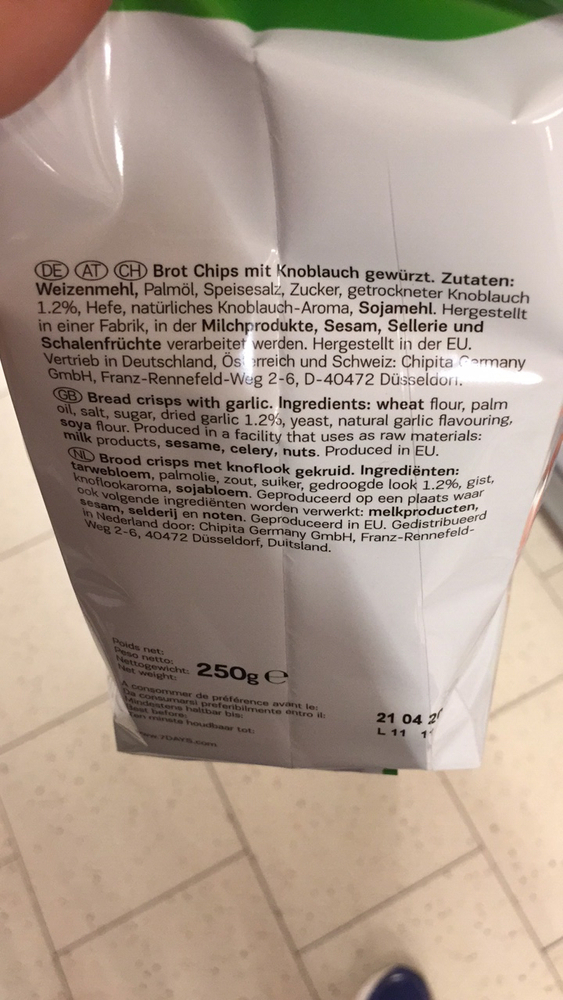 DE AT CH Brot Chips mit Knoblauch gewürzt. Zutaten:
Weizenmehl, Palmöl, Speisesalz, Zucker, getrockneter Knoblauch
1.2%, Hefe, natürliches Knoblauch-Aroma, Sojamehl. Hergestellt
in einer Fabrik, in der Milchprodukte, Sesam, Sellerie und
Schalenfrüchte verarbeitet werden. Hergestellt in der EU.
Vertrieb in Deutschland, Österreich und Schweiz: Chipita Germany
GmbH, Franz-Rennefeld-Weg 2-6, D-40472 Düsseldorf.
GB Bread crisps with garlic. Ingredients: wheat flour, palm
oil, salt, sugar, dried garlic 1.2%, yeast, natural garlic flavouring,
soya flour. Produced in a facility that uses as raw materials:
milk products, sesame, celery, nuts. Produced in EU.
NL Brood crisps met knoflook gekruid. Ingrediënten:
tarwebloem, palmolie, zout, suiker, gedroogde look 1.2%, gist,
knoflookaroma, sojabloem. Geproduceerd op een plaats waar
ook volgende ingrediënten worden verwerkt: melkproducten,
sesam, selderij en noten. Geproduceerd in EU. Gedistribueerd
in Nederland door: Chipita Germany GmbH, Franz-Rennefeld-
Weg 2-6, 40472 Düsseldorf, Duitsland.
Poids net:
Peso netto:
Nettogewicht:
Net weight:
250g e
A consommer de préférence avant le:
Da consumarsi preferibilmente entro il:
Mindestens haltbar bis:
Best before:
Ten minste houdbaar tot:
21 04
L 11
www.7DAYS.com